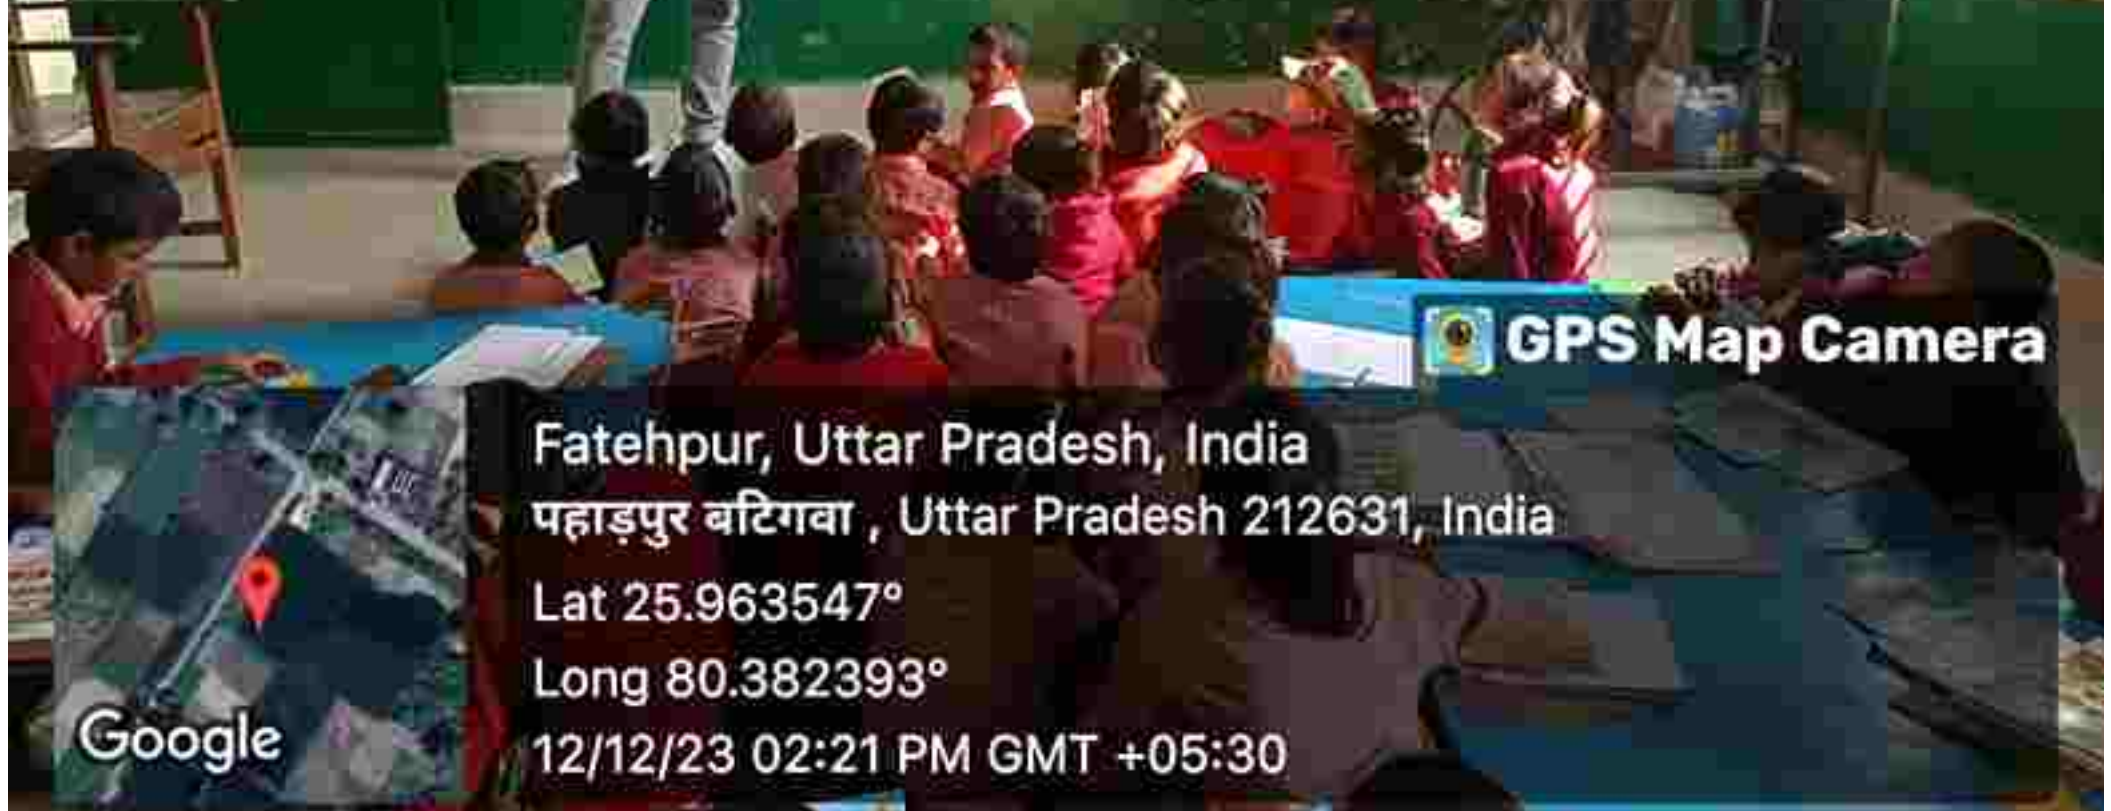 GPS Map Camera
Fatehpur, Uttar Pradesh, India
पहाड़पुर बटिगवा , Uttar Pradesh 212631, India
Lat 25.963547°
Long 80.382393°
12/12/23 02:21 PM GMT +05:30
Google